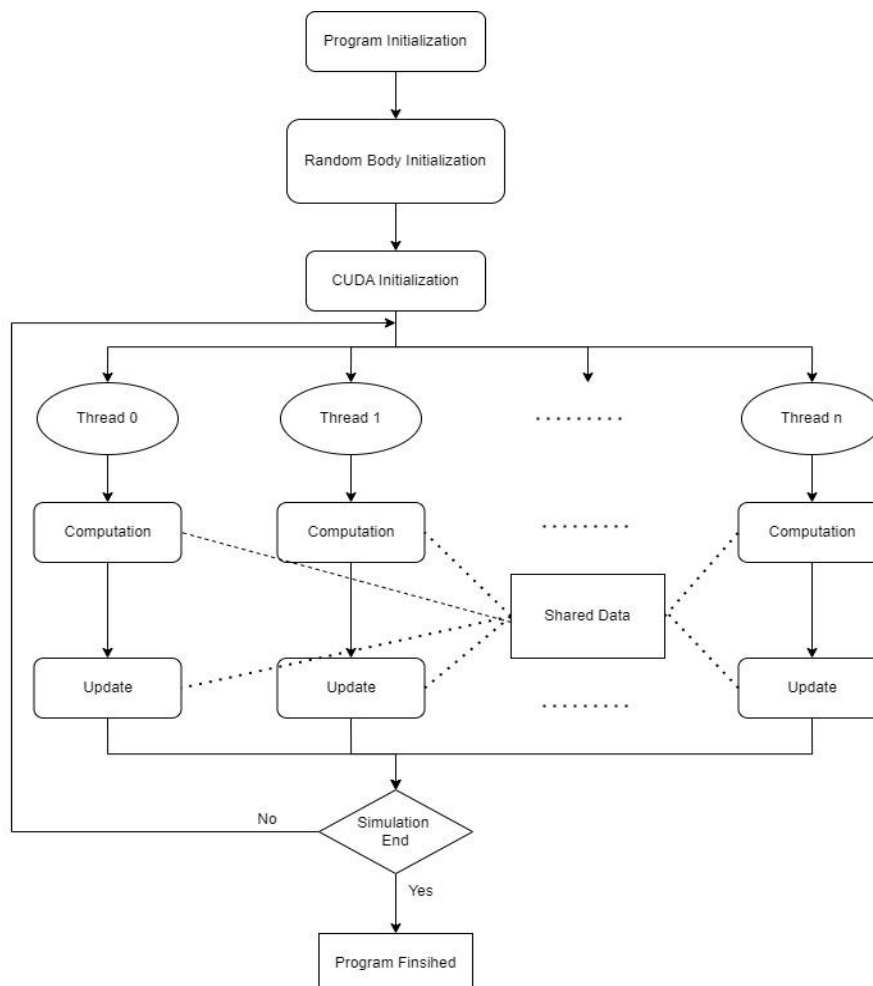 Program Initialization
Random Body Initialization
CUDA Initialization
Thread 0
Thread 1
.........
Thread n
Computation
Computation
.........
Computation
Shared Data
Update
Update
.........
Update
Simulation
End
No
Yes
Program Finsihed